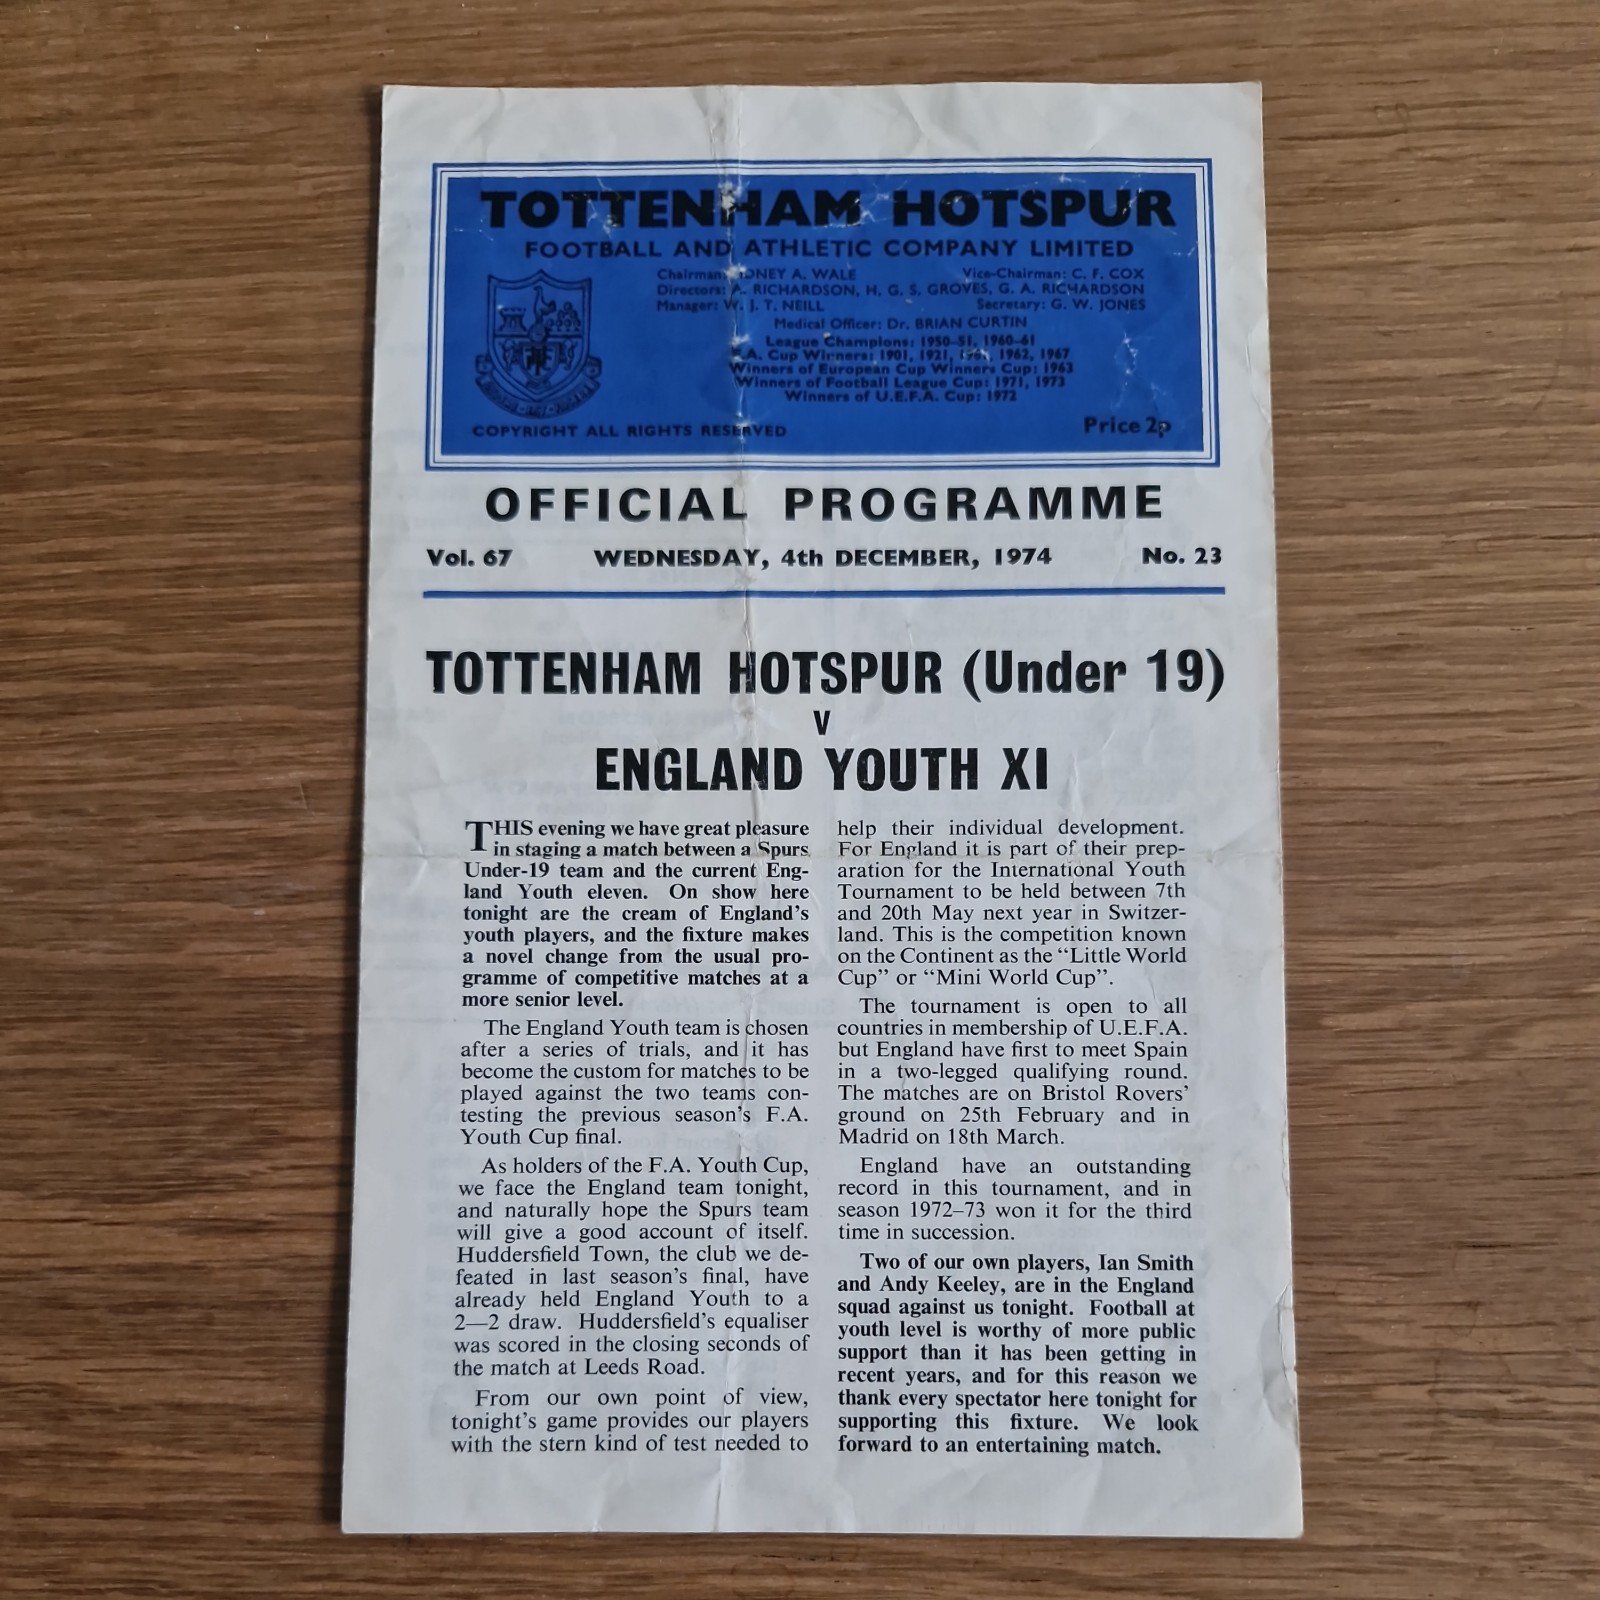 TOTTENHAM HOTSPUR
FOOTBALL AND ATHLETIC COMPANY LIMITED
Chairman: SIDNEY A. WALE Vice-Chairman: C. F. COX
Directors: A. RICHARDSON, H. G. S. GROVES, G. A. RICHARDSON
Manager: W. J. T. NEILL Secretary: G. W. JONES
Medical Officer: Dr. BRIAN CURTIN
League Champions: 1950-51, 1960-61
F.A. Cup Winners: 1901, 1921, 1961, 1962, 1967
Winners of European Cup Winners Cup: 1963
Winners of Football League Cup: 1971, 1973
Winners of U.E.F.A. Cup: 1972
COPYRIGHT ALL RIGHTS RESERVED Price 2p
OFFICIAL PROGRAMME
Vol. 67 WEDNESDAY, 4th DECEMBER, 1974 No. 23
TOTTENHAM HOTSPUR (Under 19)
V
ENGLAND YOUTH XI
THIS evening we have great pleasure
in staging a match between a Spurs
Under-19 team and the current Eng-
land Youth eleven. On show here
tonight are the cream of England's
youth players, and the fixture makes
a novel change from the usual pro-
gramme of competitive matches at a
more senior level.
The England Youth team is chosen
after a series of trials, and it has
become the custom for matches to be
played against the two teams con-
testing the previous season's F.A.
Youth Cup final.
As holders of the F.A. Youth Cup,
we face the England team tonight,
and naturally hope the Spurs team
will give a good account of itself.
Huddersfield Town, the club we de-
feated in last season's final, have
already held England Youth to a
2—2 draw. Huddersfield's equaliser
was scored in the closing seconds of
the match at Leeds Road.
From our own point of view,
tonight's game provides our players
with the stern kind of test needed to
help their individual development.
For England it is part of their prep-
aration for the International Youth
Tournament to be held between 7th
and 20th May next year in Switzer-
land. This is the competition known
on the Continent as the "Little World
Cup" or "Mini World Cup".
The tournament is open to all
countries in membership of U.E.F.A.
but England have first to meet Spain
in a two-legged qualifying round.
The matches are on Bristol Rovers'
ground on 25th February and in
Madrid on 18th March.
England have an outstanding
record in this tournament, and in
season 1972–73 won it for the third
time in succession.
Two of our own players, Ian Smith
and Andy Keeley, are in the England
squad against us tonight. Football at
youth level is worthy of more public
support than it has been getting in
recent years, and for this reason we
thank every spectator here tonight for
supporting this fixture. We look
forward to an entertaining match.